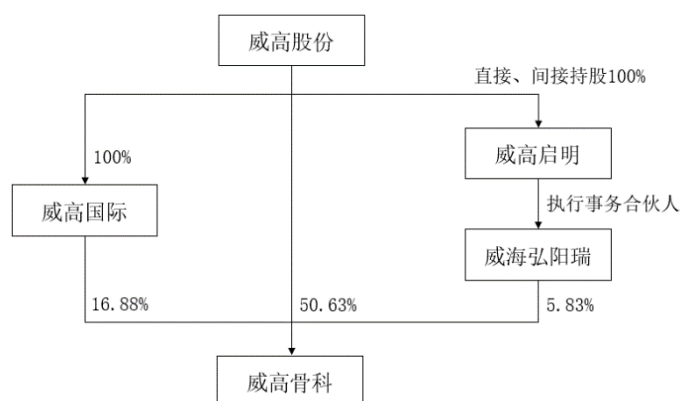 威高股份
直接、间接持股100%
100%
威高启明
执行事务合伙人
威高国际
威海弘阳瑞
16.88%
50.63%
5.83%
威高骨科